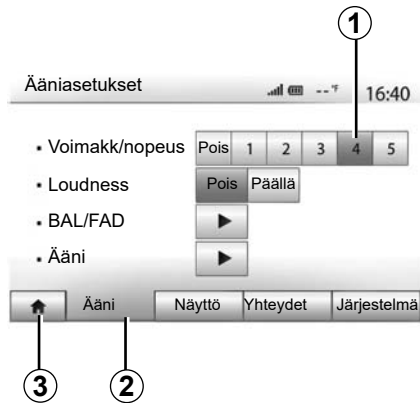 1
Ääniasetukset --°F 16:40
• Voimakk/nopeus Pois 1 2 3 4 5
• Loudness Pois Päällä
• BAL/FAD
• Ääni
Ääni Näyttö Yhteydet Järjestelmä
3 2